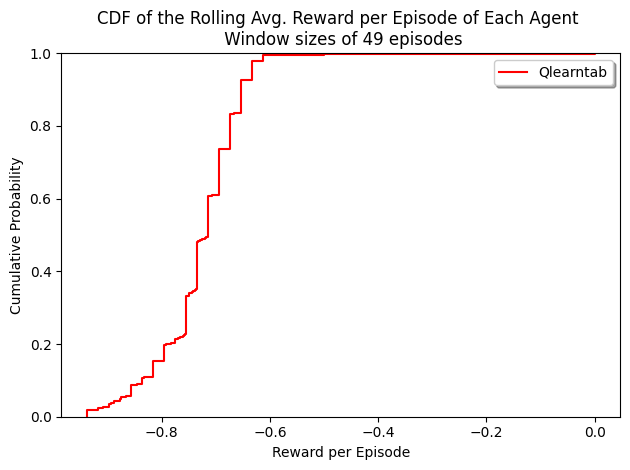 CDF of the Rolling Avg. Reward per Episode of Each Agent
Window sizes of 49 episodes
Qlearntab
Cumulative Probability
1.0
0.8
0.6
0.4
0.2
0.0
−0.8 −0.6 −0.4 −0.2 0.0
Reward per Episode